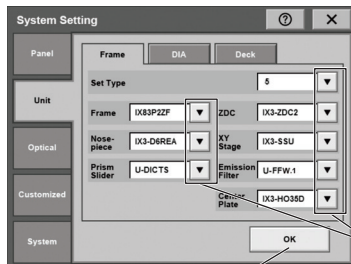 System Setting
?
X
Panel
Unit
Optical
Customized
System
Frame
DIA
Deck
Set Type
5
Frame
IX83P2ZF
ZDC
IX3-ZDC2
Nose-
piece
IX3-D6REA
XY
Stage
IX3-SSU
Prism
Slider
U-DICTS
Emission
Filter
U-FFW.1
Center
Plate
IX3-HO35D
OK